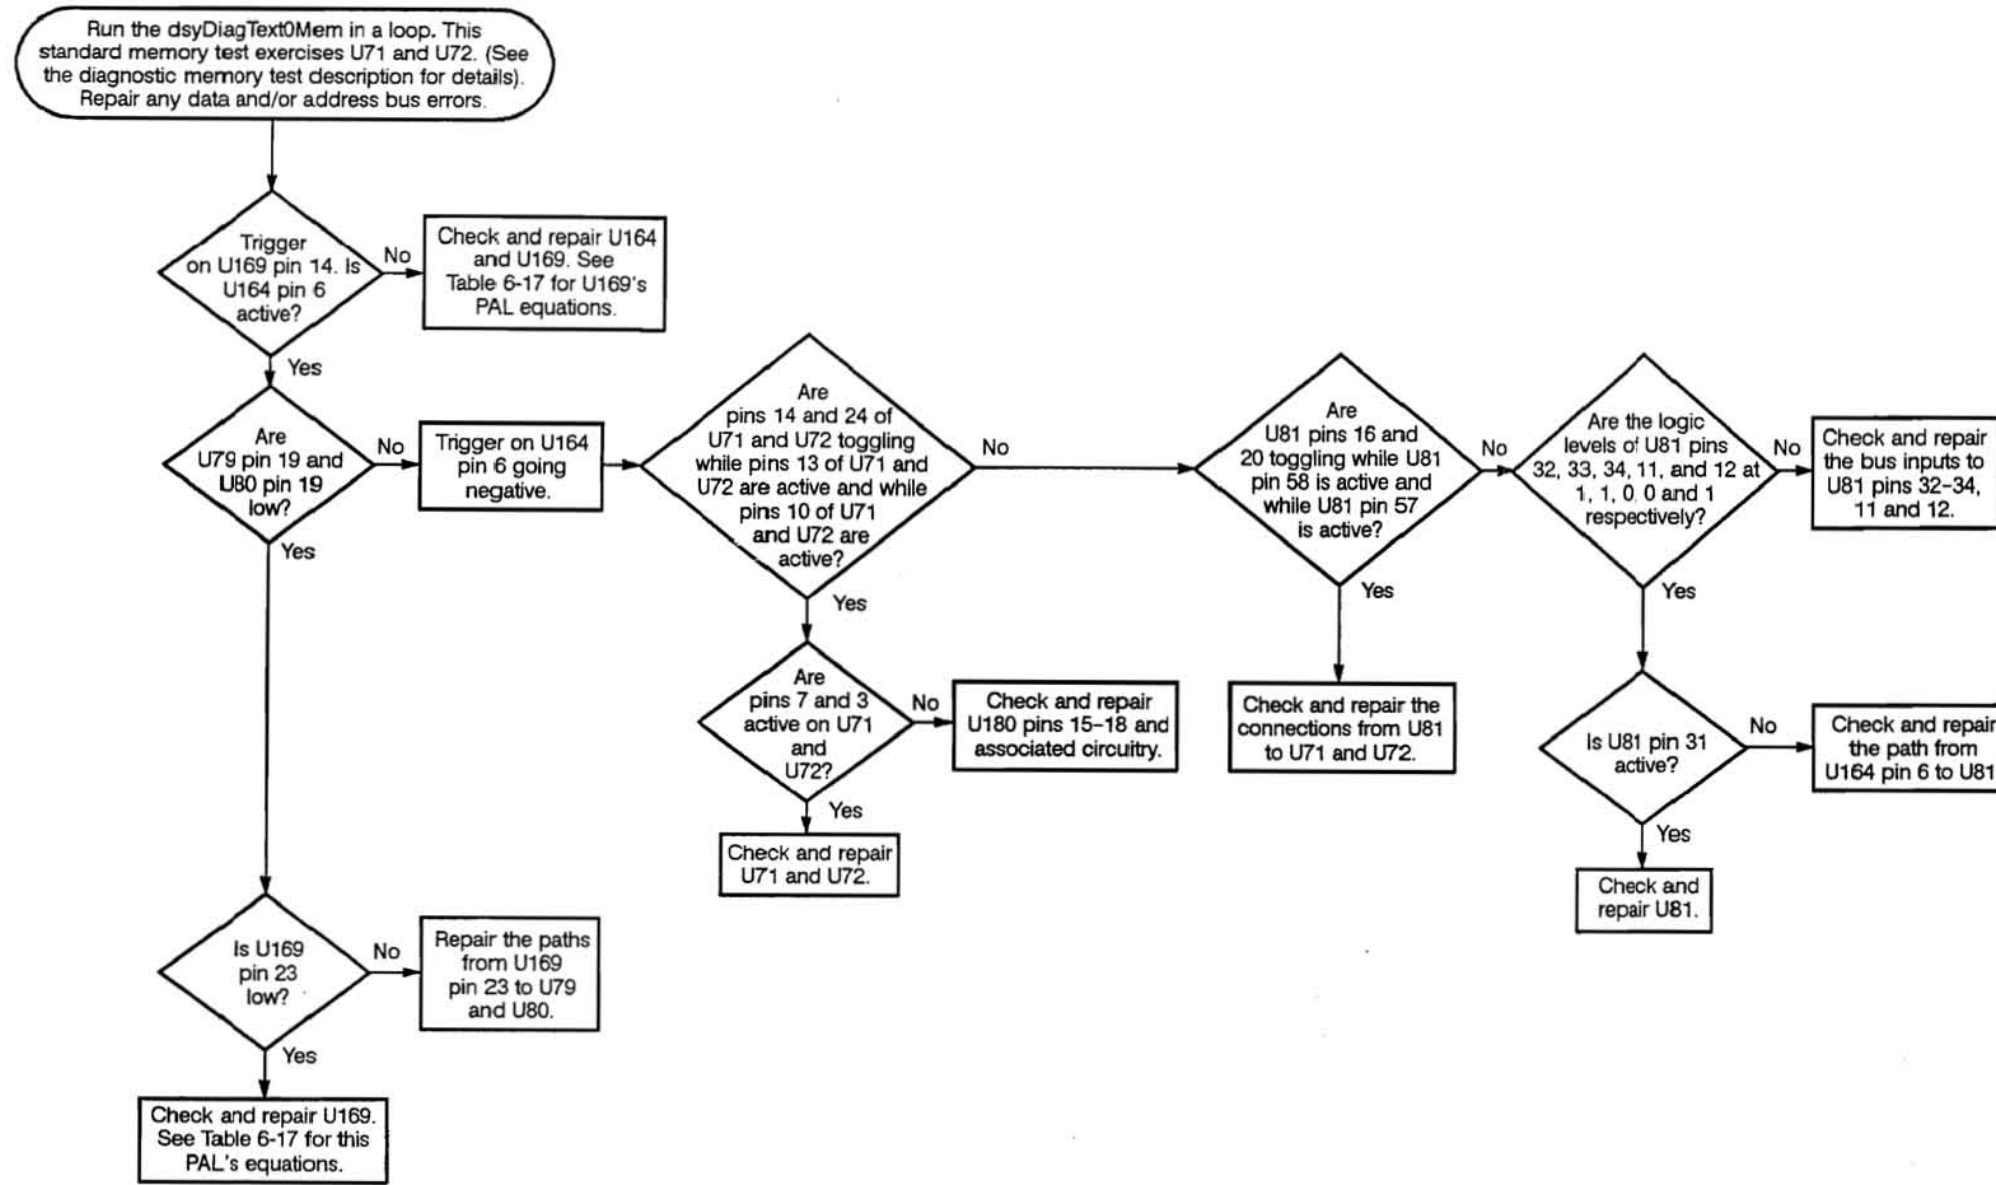 Run the dsyDiagText0Mem in a loop. This
standard memory test exercises U71 and U72. (See
the diagnostic memory test description for details).
Repair any data and/or address bus errors.
Trigger
on U169 pin 14. Is
U164 pin 6
active?
No
Check and repair U164
and U169. See
Table 6-17 for U169's
PAL equations.
Yes
Are
U79 pin 19 and
U80 pin 19
low?
No
Trigger on U164
pin 6 going
negative.
Are
pins 14 and 24 of
U71 and U72 toggling
while pins 13 of U71 and
U72 are active and while
pins 10 of U71
and U72 are
active?
No
Are
U81 pins 16 and
20 toggling while U81
pin 58 is active and
while U81 pin 57
is active?
No
Are the logic
levels of U81 pins
32, 33, 34, 11, and 12 at
1, 1, 0, 0 and 1
respectively?
No
Check and repair
the bus inputs to
U81 pins 32–34,
11 and 12.
Yes
Yes
Yes
Yes
Are
pins 7 and 3
active on U71
and
U72?
No
Check and repair
U180 pins 15–18 and
associated circuitry.
Check and repair the
connections from U81
to U71 and U72.
Is U81 pin 31
active?
No
Check and repair
the path from
U164 pin 6 to U81
Yes
Yes
Check and repair
U71 and U72.
Check and
repair U81.
Is U169
pin 23
low?
No
Repair the paths
from U169
pin 23 to U79
and U80.
Yes
Check and repair U169.
See Table 6-17 for this
PAL's equations.